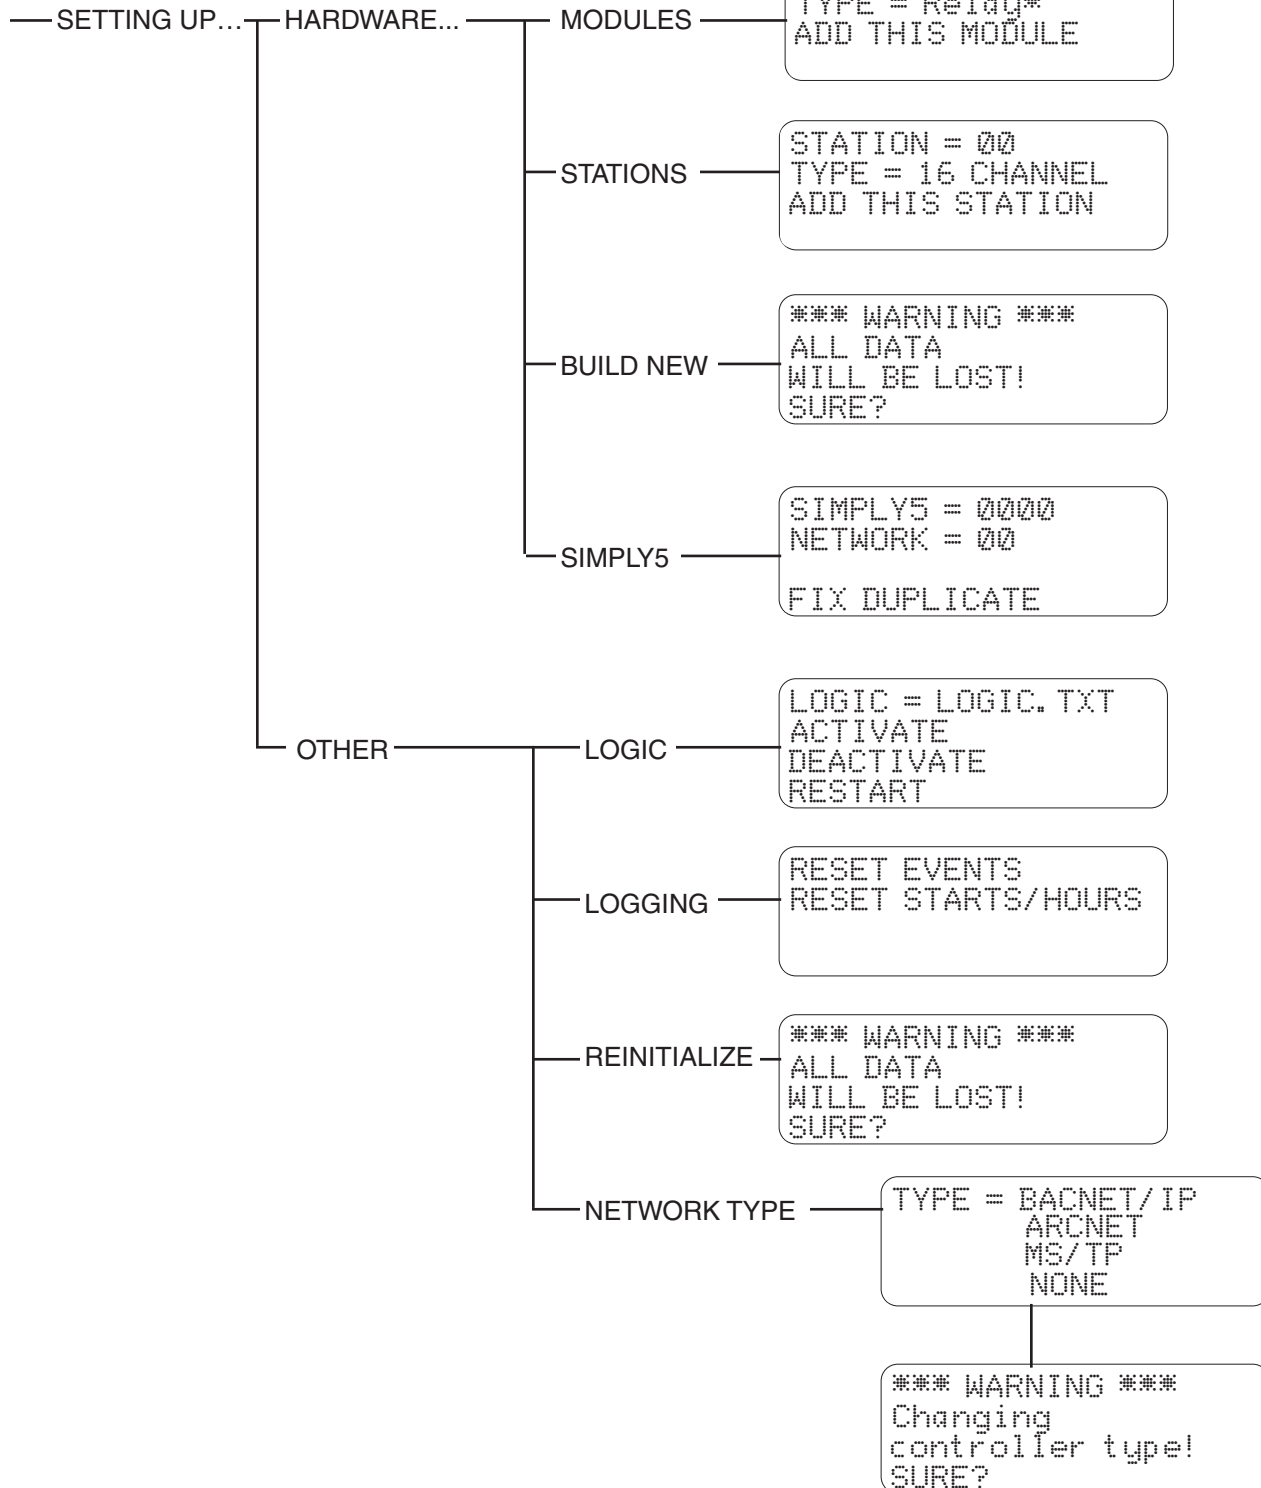 SETTING UP... HARDWARE... MODULES
TYPE = Relay*
ADD THIS MODULE
STATIONS
STATION = 00
TYPE = 16 CHANNEL
ADD THIS STATION
BUILD NEW
*** WARNING ***
ALL DATA
WILL BE LOST!
SURE?
SIMPLY5
SIMPLY5 = 0000
NETWORK = 00
FIX DUPLICATE
OTHER
LOGIC
LOGIC = LOGIC.TXT
ACTIVATE
DEACTIVATE
RESTART
LOGGING
RESET EVENTS
RESET STARTS/HOURS
REINITIALIZE
*** WARNING ***
ALL DATA
WILL BE LOST!
SURE?
NETWORK TYPE
TYPE = BACNET/IP
ARCNET
MS/TP
NONE
*** WARNING ***
Changing
controller type!
SURE?